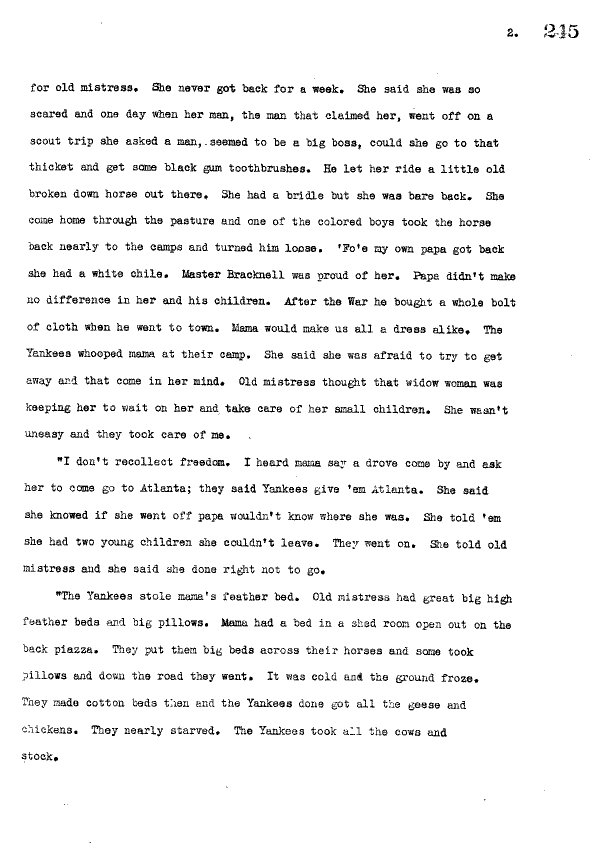 2. 245
for old mistress. She never got back for a week. She said she was so
scared and one day when her man, the man that claimed her, went off on a
scout trip she asked a man, seemed to be a big boss, could she go to that
thicket and get some black gum toothbrushes. He let her ride a little old
broken down horse out there. She had a bridle but she was bare back. She
come home through the pasture and one of the colored boys took the horse
back nearly to the camps and turned him loose. 'Fo'e my own papa got back
she had a white chile. Master Bracknell was proud of her. Papa didn't make
no difference in her and his children. After the War he bought a whole bolt
of cloth when he went to town. Mama would make us all a dress alike. The
Yankees whooped mama at their camp. She said she was afraid to try to get
away and that come in her mind. Old mistress thought that widow woman was
keeping her to wait on her and take care of her small children. She wasn't
uneasy and they took care of me.
"I don't recollect freedom. I heard mama say a drove come by and ask
her to come go to Atlanta; they said Yankees give 'em Atlanta. She said
she knowed if she went off papa wouldn't know where she was. She told 'em
she had two young children she couldn't leave. They went on. She told old
mistress and she said she done right not to go.
"The Yankees stole mama's feather bed. Old mistress had great big high
feather beds and big pillows. Mama had a bed in a shed room open out on the
back piazza. They put them big beds across their horses and some took
pillows and down the road they went. It was cold and the ground froze.
They made cotton beds then and the Yankees done got all the geese and
chickens. They nearly starved. The Yankees took all the cows and
stock.